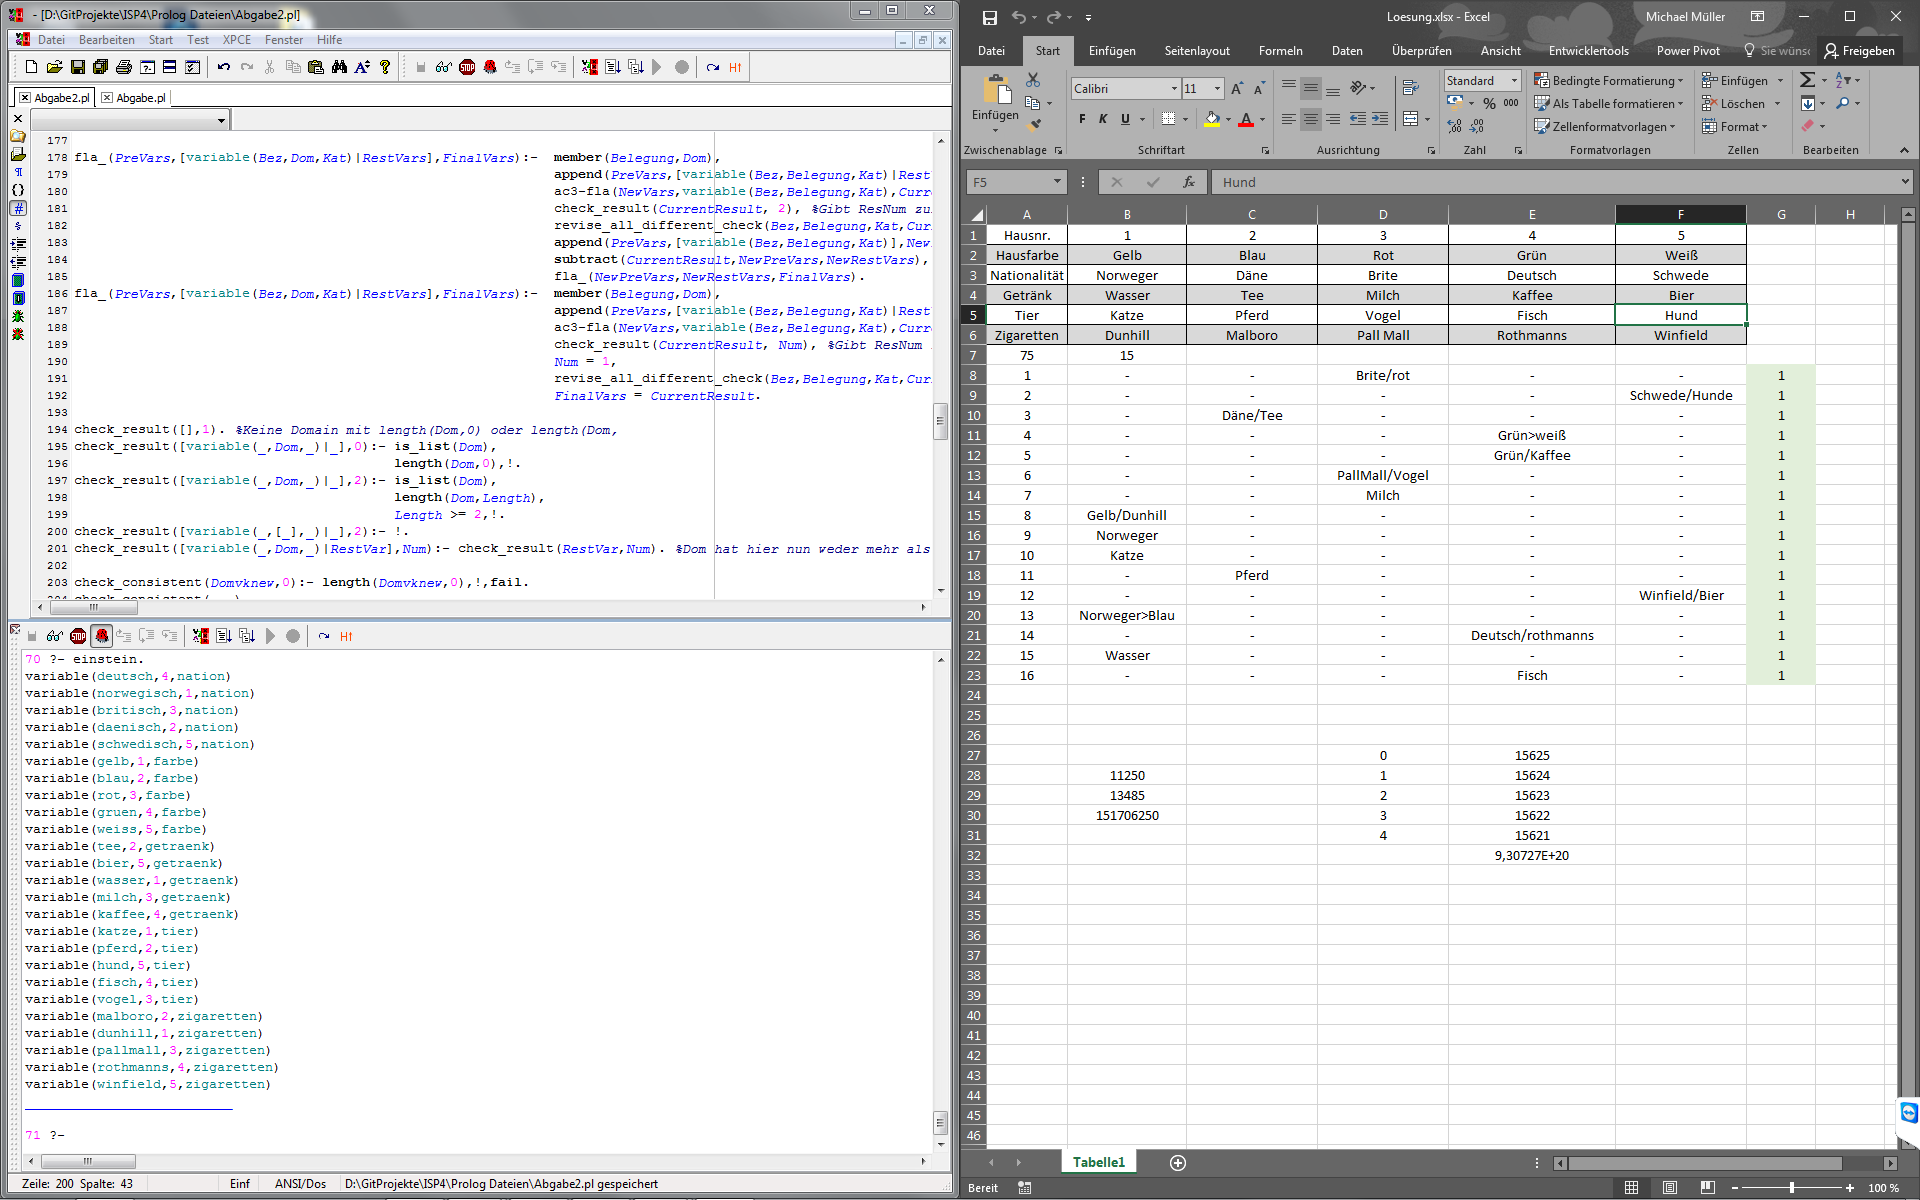 - [D:\GitProjekte\ISP4\Prolog Dateien\Abgabe2.pl]
Datei Bearbeiten Start Test XPCE Fenster Hilfe
Abgabe2.pl Abgabe.pl
177
178 fla_(PreVars,[variable(Bez,Dom,Kat)|RestVars],FinalVars):- member(Belegung,Dom),
179 append(PreVars,[variable(Bez,Belegung,Kat)|RestV
180 ac3-fla(NewVars,variable(Bez,Belegung,Kat),Curre
181 check_result(CurrentResult, 2), %Gibt ResNum zu
182 revise_all_different_check(Bez,Belegung,Kat,Curr
183 append(PreVars,[variable(Bez,Belegung,Kat)],New
184 subtract(CurrentResult,NewPreVars,NewRestVars),
185 fla_(NewPreVars,NewRestVars,FinalVars).
186 fla_(PreVars,[variable(Bez,Dom,Kat)|RestVars],FinalVars):- member(Belegung,Dom),
187 append(PreVars,[variable(Bez,Belegung,Kat)|RestV
188 ac3-fla(NewVars,variable(Bez,Belegung,Kat),Curre
189 check_result(CurrentResult, Num), %Gibt ResNum
190 Num = 1,
191 revise_all_different_check(Bez,Belegung,Kat,Curr
192 FinalVars = CurrentResult.
193
194 check_result([],1). %Keine Domain mit length(Dom,0) oder length(Dom,
195 check_result([variable(_,Dom,_)|_],0):- is_list(Dom),
196 length(Dom,0),!.
197 check_result([variable(_,Dom,_)|_],2):- is_list(Dom),
198 length(Dom,Length),
199 Length >= 2,!.
200 check_result([variable(_,[_],_)|_],2):- !.
201 check_result([variable(_,Dom,_)|RestVar],Num):- check_result(RestVar,Num). %Dom hat hier nun weder mehr als
202
203 check_consistent(Domvknew,0):- length(Domvknew,0),!,fail.
70 ?- einstein.
variable(deutsch,4,nation)
variable(norwegisch,1,nation)
variable(britisch,3,nation)
variable(daenisch,2,nation)
variable(schwedisch,5,nation)
variable(gelb,1,farbe)
variable(blau,2,farbe)
variable(rot,3,farbe)
variable(gruen,4,farbe)
variable(weiss,5,farbe)
variable(tee,2,getraenk)
variable(bier,5,getraenk)
variable(wasser,1,getraenk)
variable(milch,3,getraenk)
variable(kaffee,4,getraenk)
variable(katze,1,tier)
variable(pferd,2,tier)
variable(hund,5,tier)
variable(fisch,4,tier)
variable(vogel,3,tier)
variable(malboro,2,zigaretten)
variable(dunhill,1,zigaretten)
variable(pallmall,3,zigaretten)
variable(rothmanns,4,zigaretten)
variable(winfield,5,zigaretten)
71 ?-
Zeile: 200 Spalte: 43 Einf ANSI/Dos D:\GitProjekte\ISP4\Prolog Dateien\Abgabe2.pl gespeichert
Loesung.xlsx - Excel Michael Müller
Datei Start Einfügen Seitenlayout Formeln Daten Überprüfen Ansicht Entwicklertools Power Pivot Sie wüns Freigeben
Einfügen Calibri 11 Standard Bedingte Formatierung Einfügen
F K U % 000 Als Tabelle formatieren Löschen
Zellenformatvorlagen Format
Zwischenablage Schriftart Ausrichtung Zahl Formatvorlagen Zellen Bearbeiten
F5 fx Hund
A B C D E F G H
1 Hausnr. 1 2 3 4 5
2 Hausfarbe Gelb Blau Rot Grün Weiß
3 Nationalität Norweger Däne Brite Deutsch Schwede
4 Getränk Wasser Tee Milch Kaffee Bier
5 Tier Katze Pferd Vogel Fisch Hund
6 Zigaretten Dunhill Malboro Pall Mall Rothmanns Winfield
7 75 15
8 1 - - Brite/rot - - 1
9 2 - - - - Schwede/Hunde 1
10 3 - Däne/Tee - - - 1
11 4 - - - Grün>weiß - 1
12 5 - - - Grün/Kaffee - 1
13 6 - - PallMall/Vogel - - 1
14 7 - - Milch - - 1
15 8 Gelb/Dunhill - - - - 1
16 9 Norweger - - - - 1
17 10 Katze - - - - 1
18 11 - Pferd - - - 1
19 12 - - - - Winfield/Bier 1
20 13 Norweger>Blau - - - - 1
21 14 - - - Deutsch/rothmanns - 1
22 15 Wasser - - - - 1
23 16 - - - Fisch - 1
24
25
26
27 0 15625
28 11250 1 15624
29 13485 2 15623
30 151706250 3 15622
31 4 15621
32 9,30727E+20
33
34
35
36
37
38
39
40
41
42
43
44
45
46
Tabelle1
Bereit 100 %